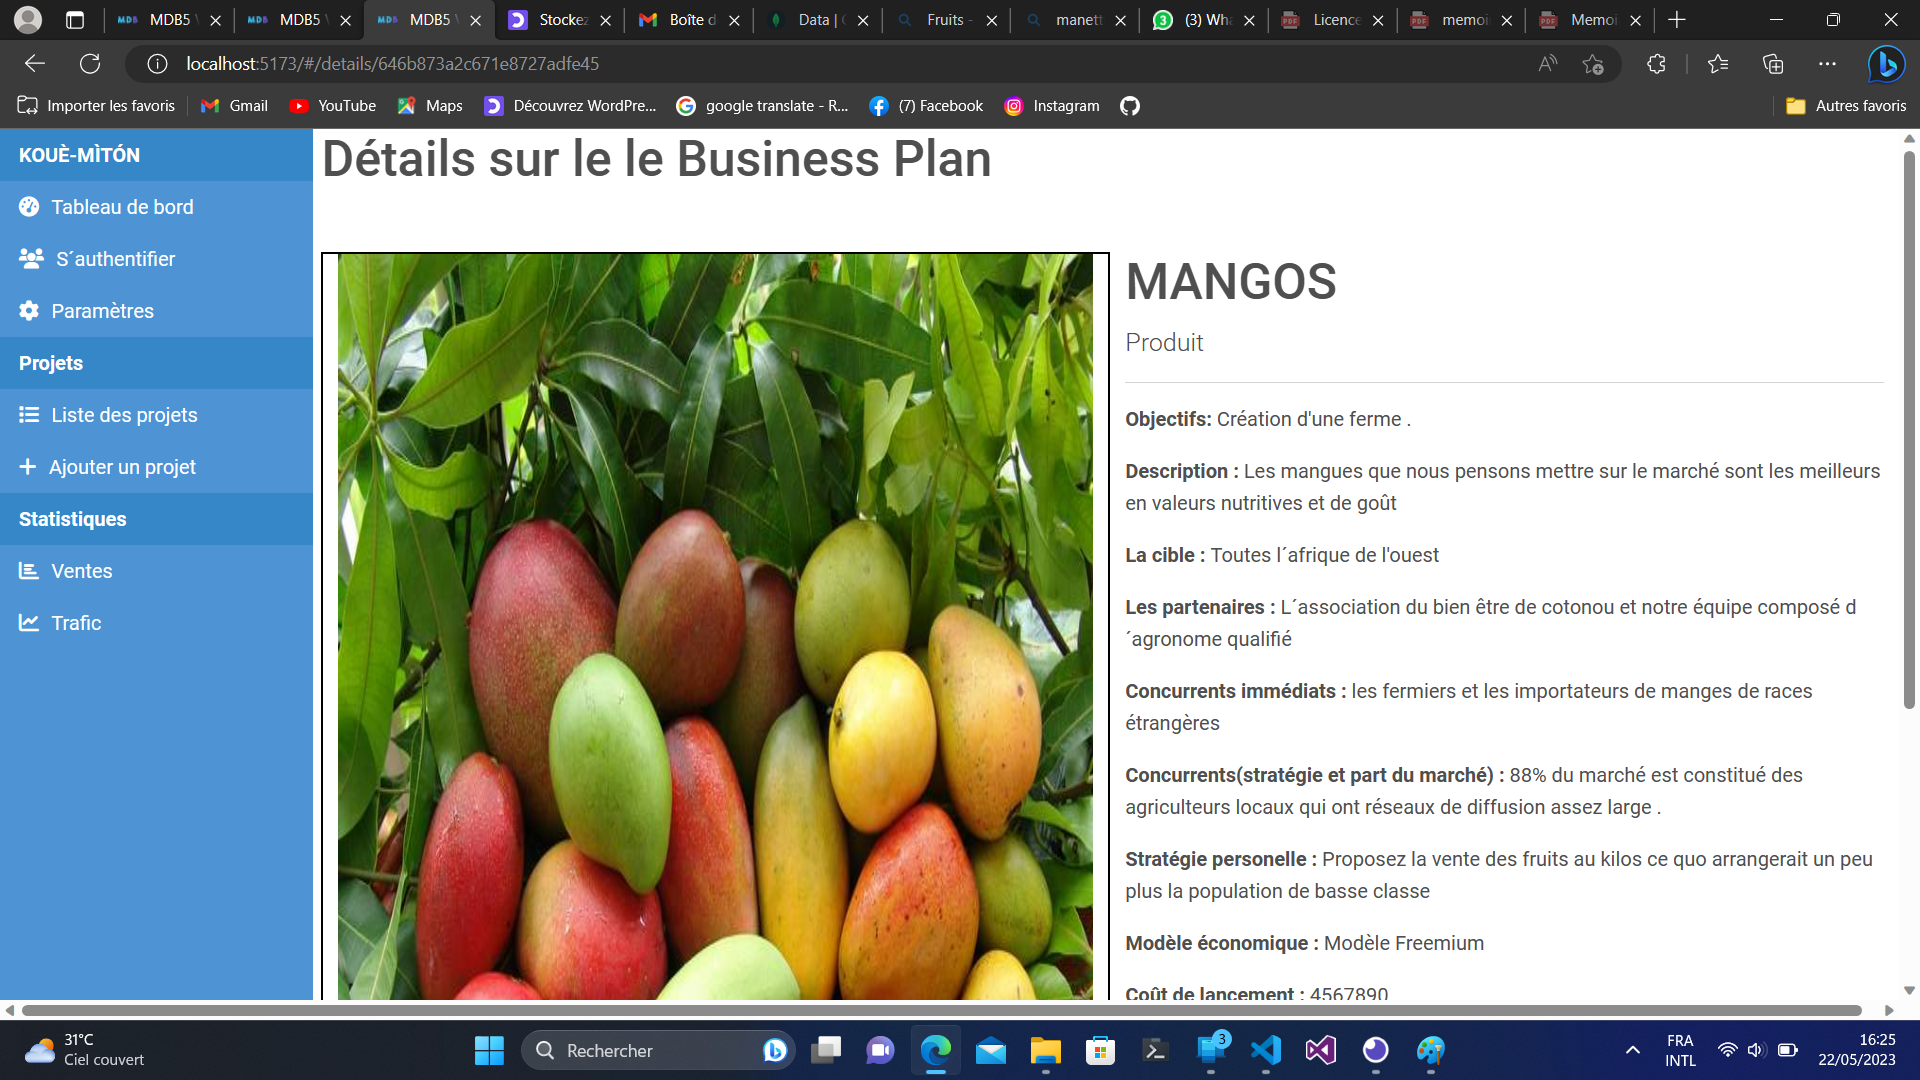 MDB5
MDB5
MDB5
Stockez
Boîte d
Data |
Fruits -
manett
(3) Wha
Licence
memoi
Memoi
localhost:5173/#/details/646b873a2c671e8727adfe45
Importer les favoris
Gmail
YouTube
Maps
Découvrez WordPre...
google translate - R...
(7) Facebook
Instagram
Autres favoris
KOUÈ-MÌTÓN
Tableau de bord
S´authentifier
Paramètres
Projets
Liste des projets
Ajouter un projet
Statistiques
Ventes
Trafic
Détails sur le le Business Plan
MANGOS
Produit
Objectifs: Création d'une ferme .
Description : Les mangues que nous pensons mettre sur le marché sont les meilleurs
en valeurs nutritives et de goût
La cible : Toutes l´afrique de l'ouest
Les partenaires : L´association du bien être de cotonou et notre équipe composé d
´agronome qualifié
Concurrents immédiats : les fermiers et les importateurs de manges de races
étrangères
Concurrents(stratégie et part du marché) : 88% du marché est constitué des
agriculteurs locaux qui ont réseaux de diffusion assez large .
Stratégie personelle : Proposez la vente des fruits au kilos ce quo arrangerait un peu
plus la population de basse classe
Modèle économique : Modèle Freemium
Coût de lancement : 4567890
31°C
Ciel couvert
Rechercher
3
FRA
INTL
16:25
22/05/2023